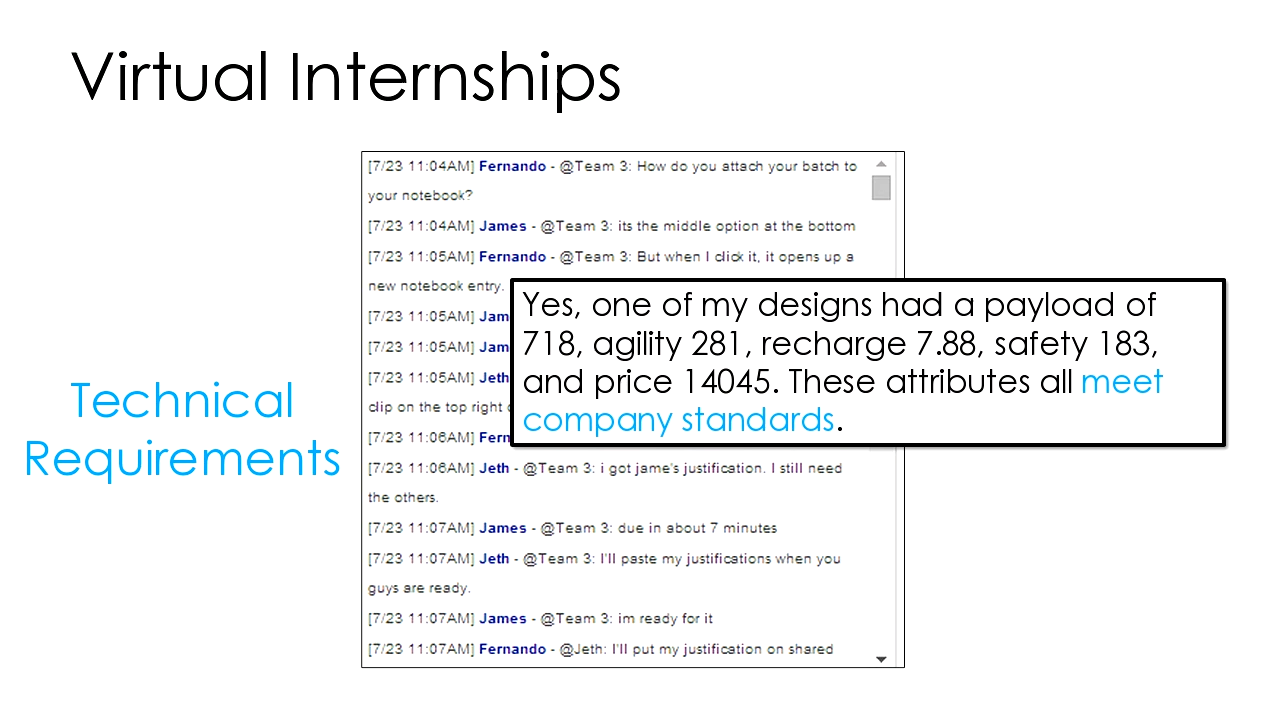 Virtual Internships
[7/23 11:04AM] Fernando - @Team 3: How do you attach your batch to
your notebook?
[7/23 11:04AM] James - @Team 3: its the middle option at the bottom
[7/23 11:05AM] Fernando - @Team 3: But when I click it, it opens up a
new notebook entry.
[7/23 11:05AM] Jam
[7/23 11:05AM] Jam
[7/23 11:05AM] Jeth
clip on the top right
[7/23 11:06AM] Fern
[7/23 11:06AM] Jeth - @Team 3: i got jame's justification. I still need
the others.
[7/23 11:07AM] James - @Team 3: due in about 7 minutes
[7/23 11:07AM] Jeth - @Team 3: I'll paste my justifications when you
guys are ready.
[7/23 11:07AM] James - @Team 3: im ready for it
[7/23 11:07AM] Fernando - @Jeth: I'll put my justification on shared
Yes, one of my designs had a payload of
718, agility 281, recharge 7.88, safety 183,
and price 14045. These attributes all meet
company standards.
Technical
Requirements